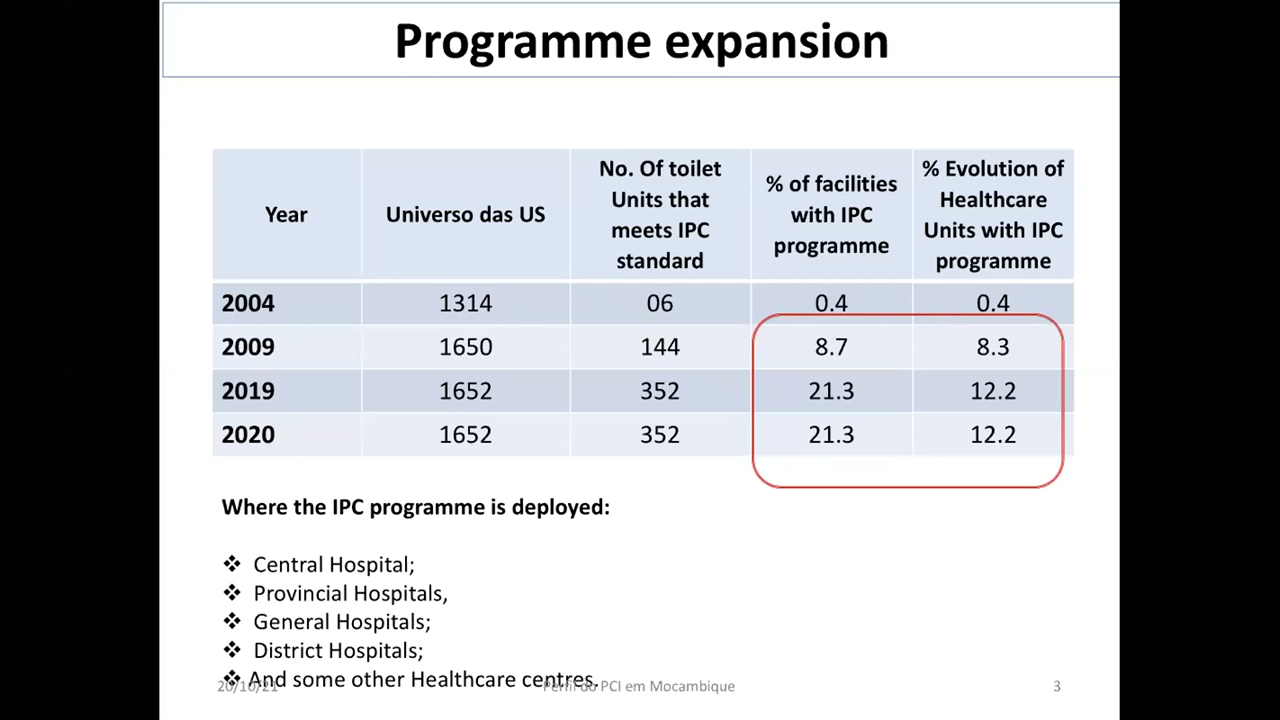 Programme expansion
Year
Universo das US
No. Of toilet
Units that
meets IPC
standard
% of facilities
with IPC
programme
% Evolution of
Healthcare
Units with IPC
programme
2004 1314 06 0.4 0.4
2009 1650 144 8.7 8.3
2019 1652 352 21.3 12.2
2020 1652 352 21.3 12.2
Where the IPC programme is deployed:
❖ Central Hospital;
❖ Provincial Hospitals,
❖ General Hospitals;
❖ District Hospitals;
❖ And some other Healthcare centres.
20/10/21 Perfil do PCI em Mocambique 3